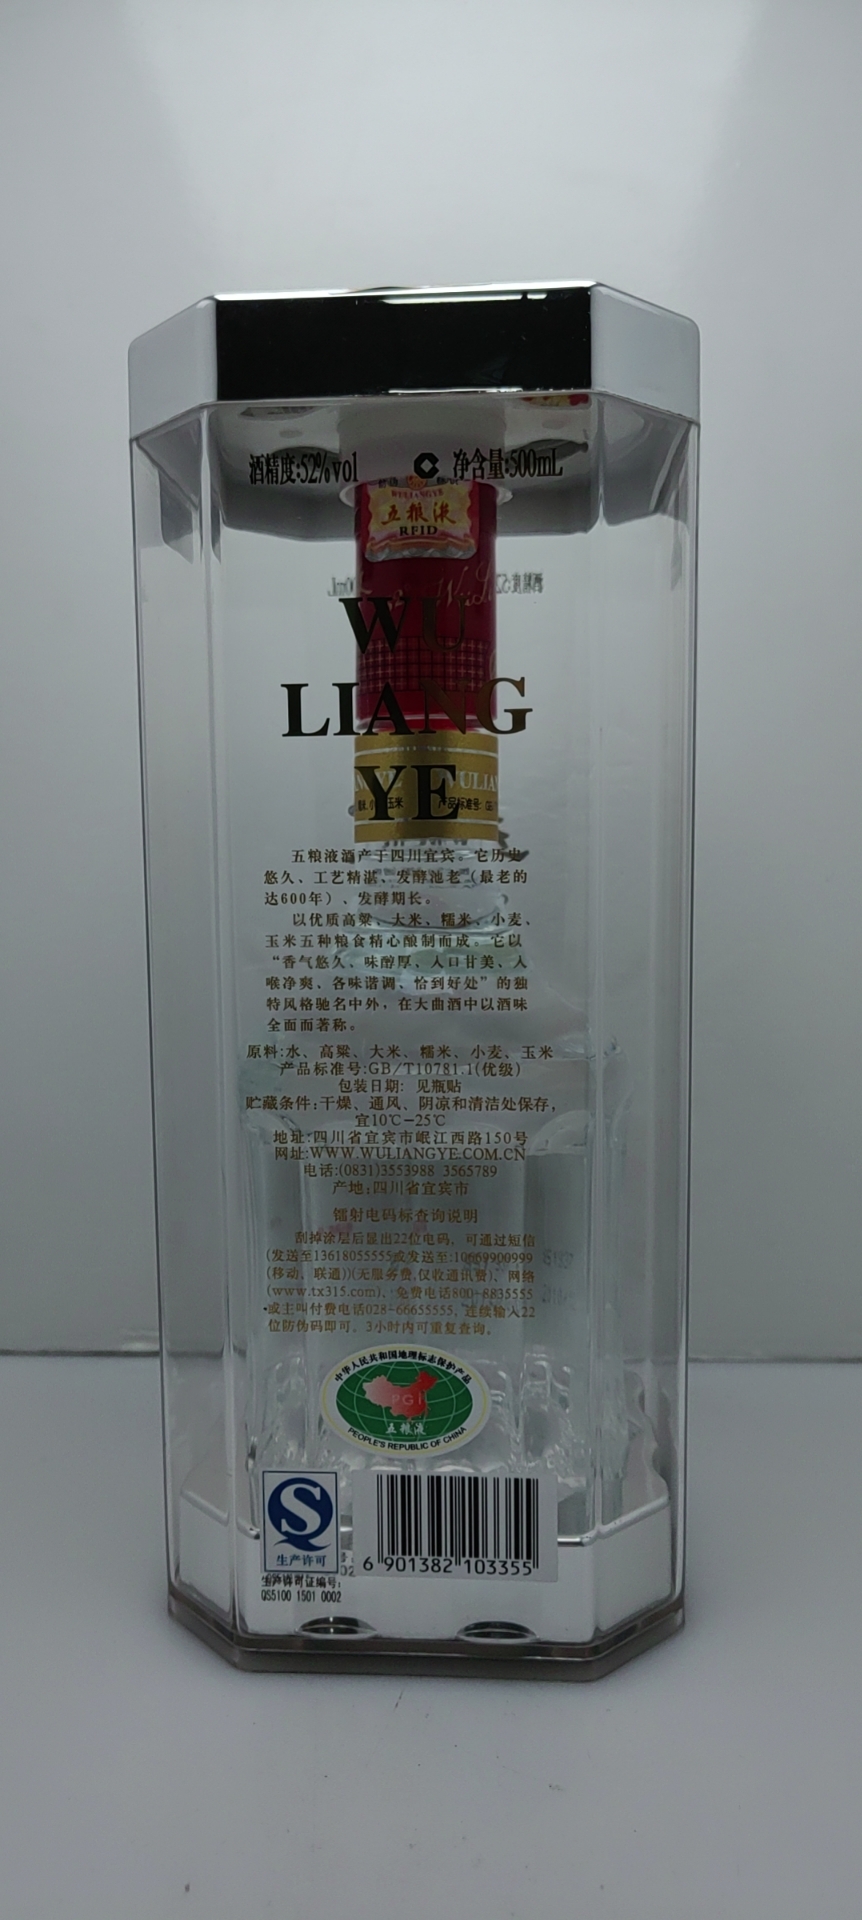 酒精度:52%vol 净含量:500mL
WULIANGYE
五粮液
RFID
WU
LIANG
YE
WULIA
玉米 产品标准号:
五粮液酒产于四川宜宾。它历史
悠久、工艺精湛、发酵池老（最老的
达600年）、发酵期长。
以优质高粱、大米、糯米、小麦、
玉米五种粮食精心酿制而成。它以
“香气悠久、味醇厚、入口甘美、入
喉净爽、各味谐调、恰到好处”的独
特风格驰名中外，在大曲酒中以酒味
全面而著称。
原料:水、高粱、大米、糯米、小麦、玉米
产品标准号:GB/T10781.1(优级)
包装日期: 见瓶贴
贮藏条件:干燥、通风、阴凉和清洁处保存,
宜10℃-25℃
地址:四川省宜宾市岷江西路150号
网址:WWW.WULIANGYE.COM.CN
电话:(0831)3553988 3565789
产地:四川省宜宾市
镭射电码标查询说明
刮掉涂层后显出22位电码, 可通过短信
(发送至13618055555或发送至:10669900999
(移动、联通))(无服务费,仅收通讯费)、网络
(www.tx315.com)、免费电话800-8835555
或主叫付费电话028-66655555, 连续输入22
位防伪码即可。3小时内可重复查询。
中华人民共和国地理标志保护产品
PGI
五粮液
PEOPLE'S REPUBLIC OF CHINA
生产许可
6 901382 103355
生产许可证编号:
QS5100 1501 0002